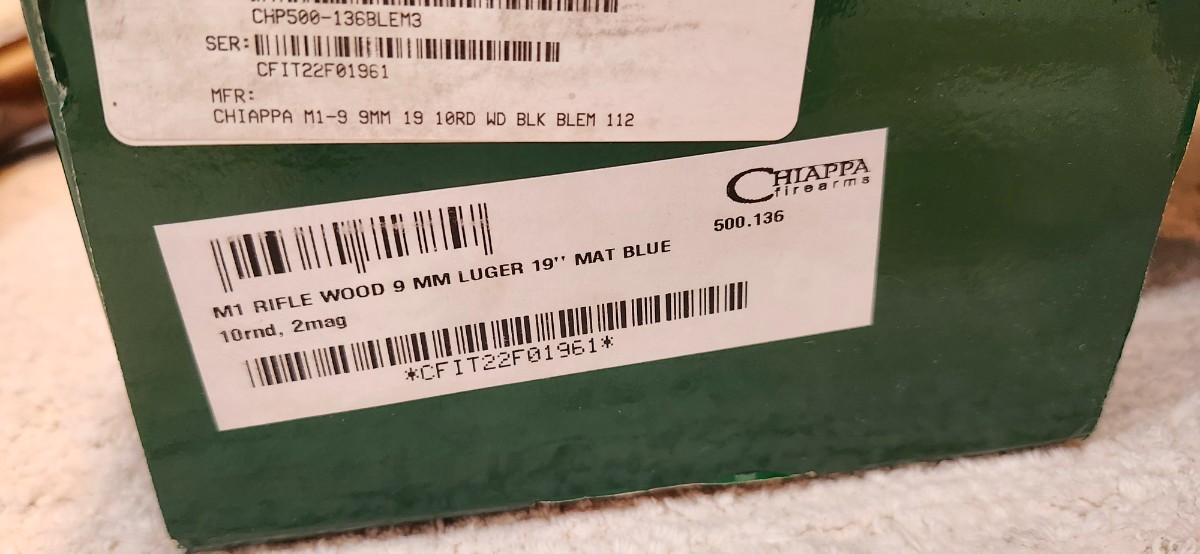 CHP500-136BLEM3
SER:
CFIT22F01961
MFR:
CHIAPPA M1-9 9MM 19 10RD WD BLK BLEM 112
CHIAPPA
firearms
500.136
M1 RIFLE WOOD 9 MM LUGER 19'' MAT BLUE
10rnd, 2mag
*CFIT22F01961*